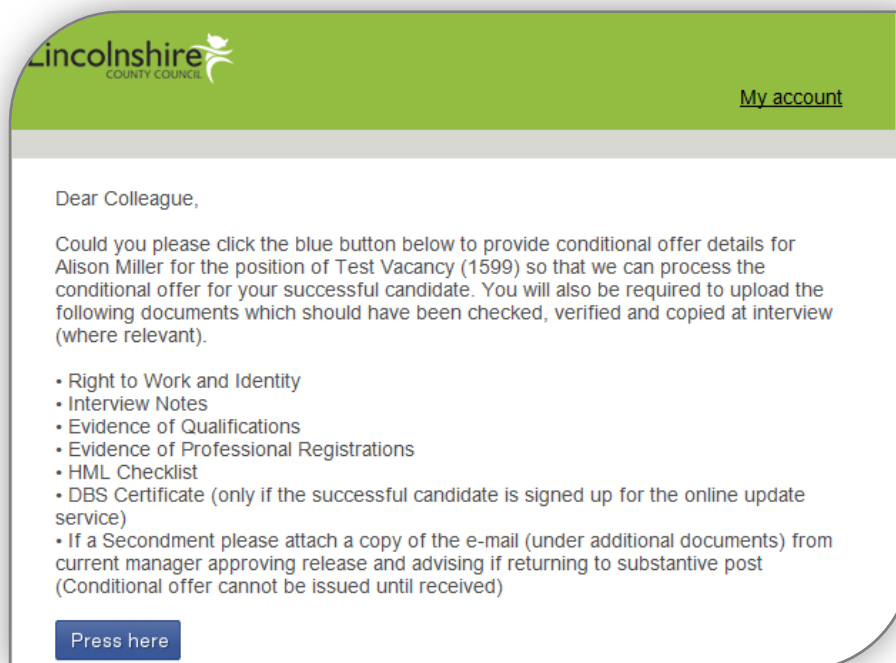 Lincolnshire
COUNTY COUNCIL
My account
Dear Colleague,
Could you please click the blue button below to provide conditional offer details for
Alison Miller for the position of Test Vacancy (1599) so that we can process the
conditional offer for your successful candidate. You will also be required to upload the
following documents which should have been checked, verified and copied at interview
(where relevant).
• Right to Work and Identity
• Interview Notes
• Evidence of Qualifications
• Evidence of Professional Registrations
• HML Checklist
• DBS Certificate (only if the successful candidate is signed up for the online update
service)
• If a Secondment please attach a copy of the e-mail (under additional documents) from
current manager approving release and advising if returning to substantive post
(Conditional offer cannot be issued until received)
Press here